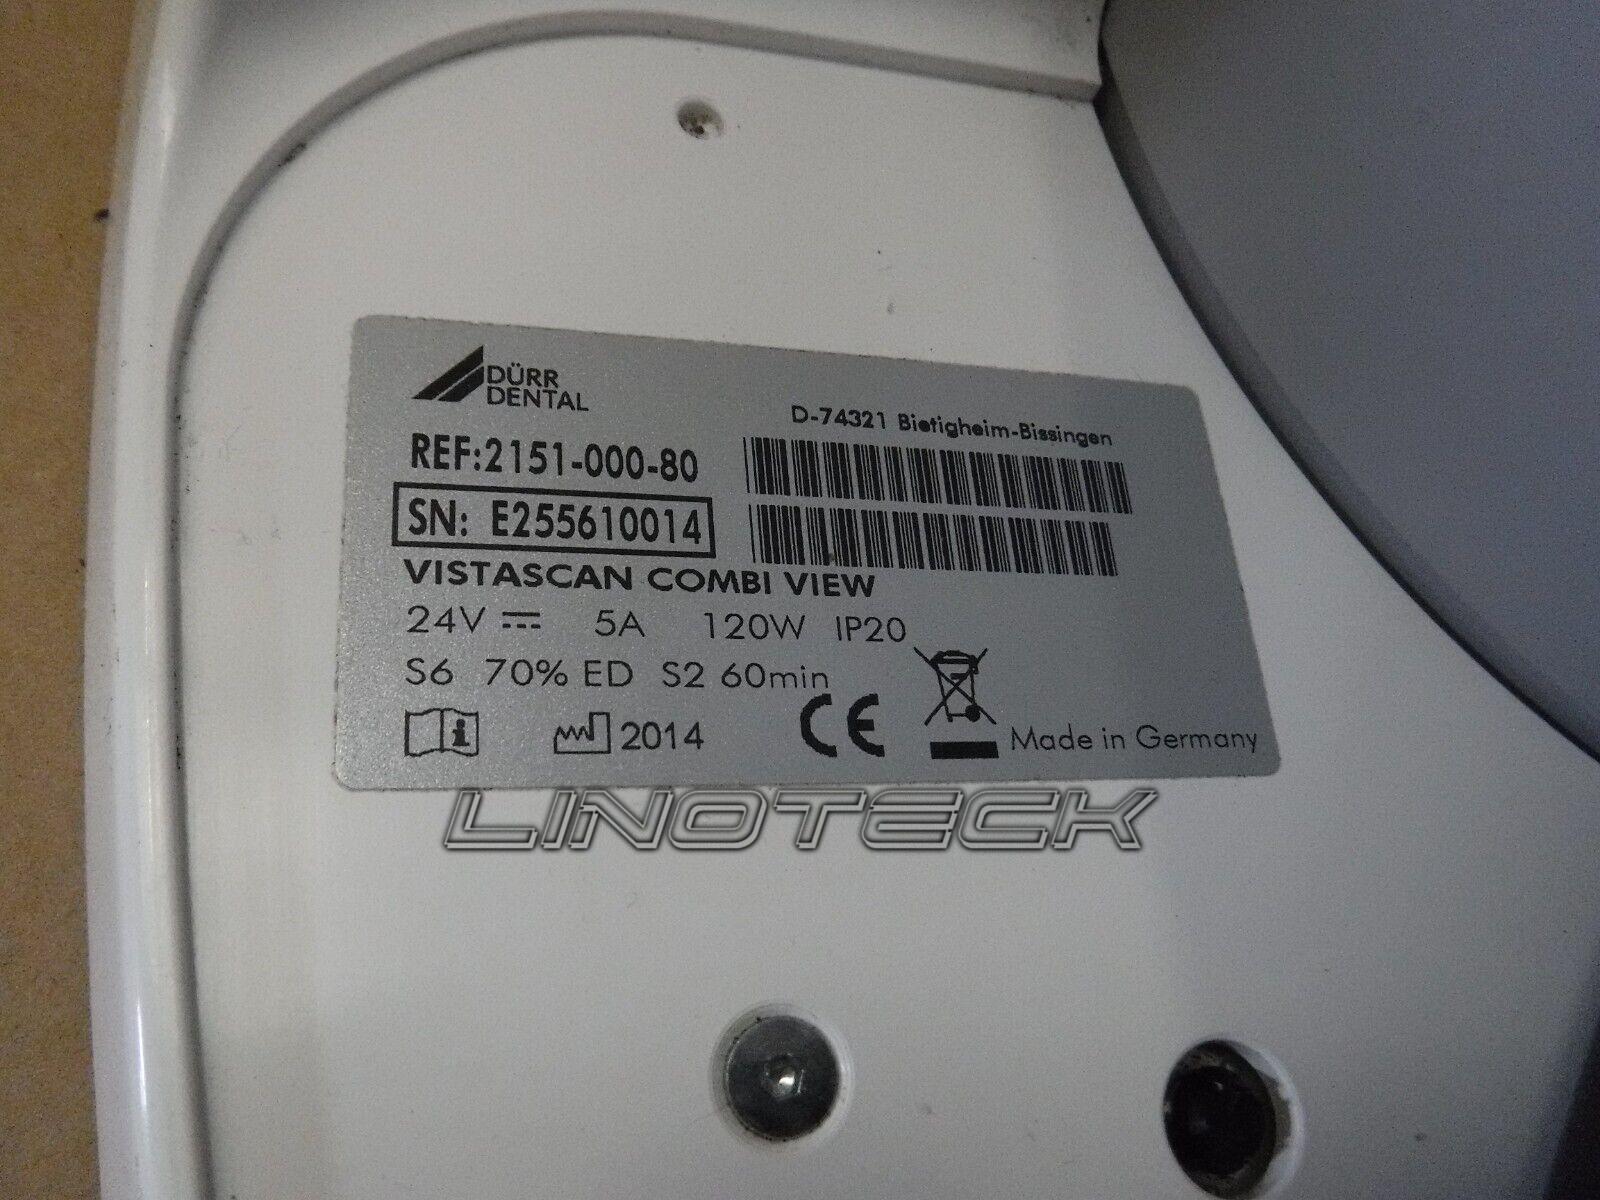 DÜRR
DENTAL
D-74321 Bietigheim-Bissingen
REF:2151-000-80
SN: E255610014
VISTASCAN COMBI VIEW
24V 5A 120W IP20
S6 70% ED S2 60min
i 2014 CE Made in Germany
LINOTECK